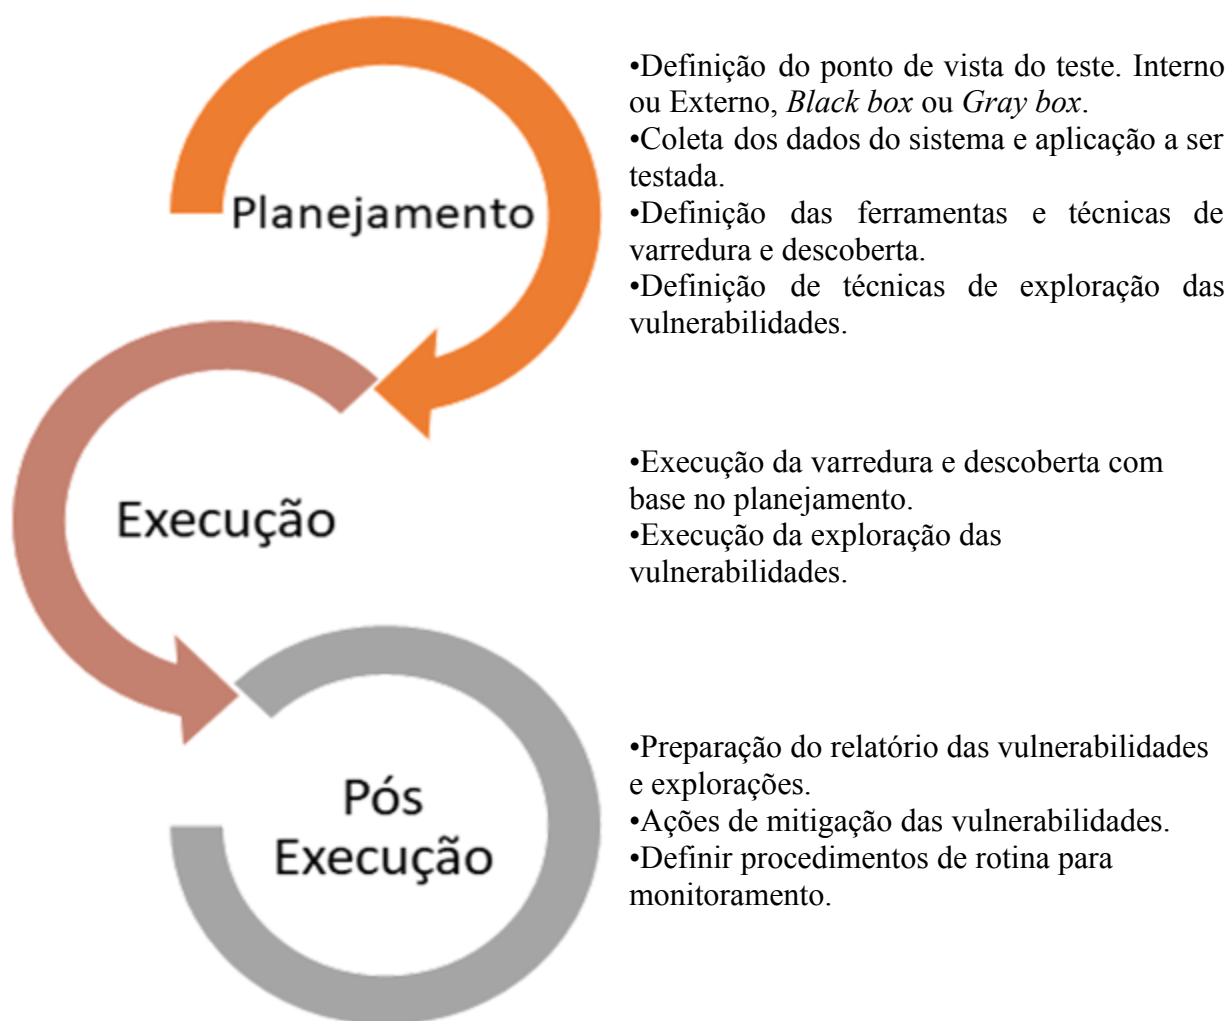 •Definição do ponto de vista do teste. Interno
ou Externo, Black box ou Gray box.
•Coleta dos dados do sistema e aplicação a ser
testada.
•Definição das ferramentas e técnicas de
varredura e descoberta.
•Definição de técnicas de exploração das
vulnerabilidades.
Planejamento
•Execução da varredura e descoberta com
base no planejamento.
•Execução da exploração das
vulnerabilidades.
Execução
•Preparação do relatório das vulnerabilidades
e explorações.
•Ações de mitigação das vulnerabilidades.
•Definir procedimentos de rotina para
monitoramento.
Pós
Execução